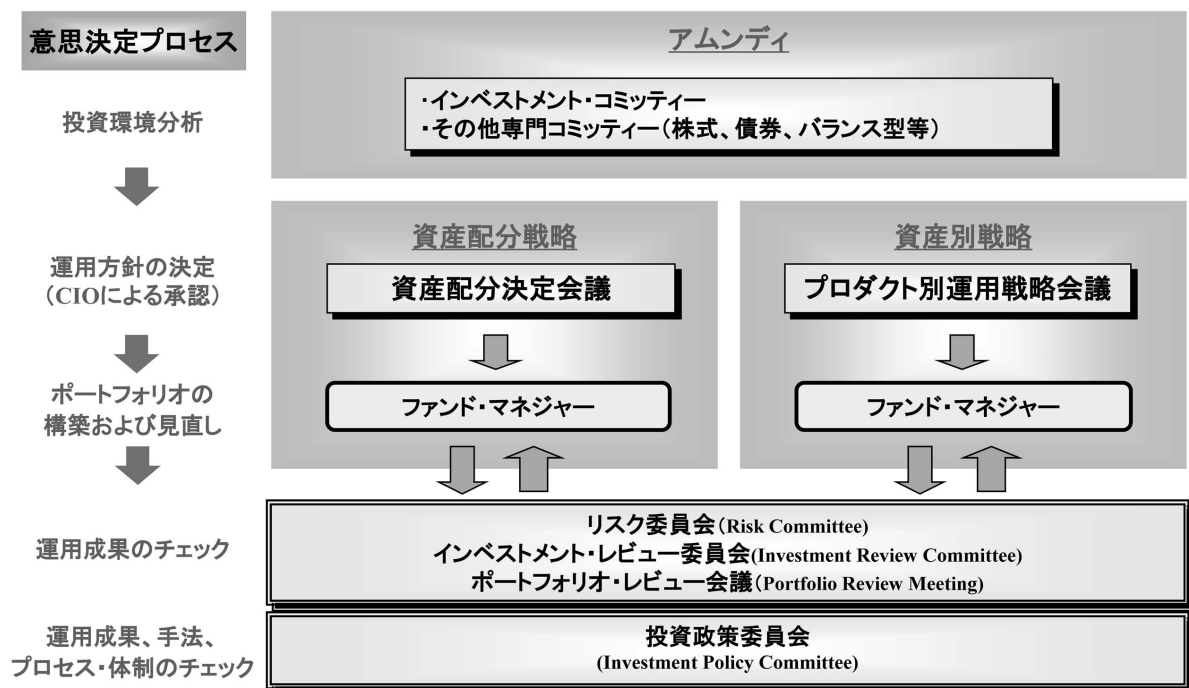 意思決定プロセス
アムンディ
・インベストメント・コミッティー
・その他専門コミッティー(株式、債券、バランス型等)
投資環境分析
資産配分戦略
資産別戦略
運用方針の決定
(CIOによる承認)
資産配分決定会議
プロダクト別運用戦略会議
ポートフォリオの
構築および見直し
ファンド・マネジャー
ファンド・マネジャー
運用成果のチェック
リスク委員会(Risk Committee)
インベストメント・レビュー委員会(Investment Review Committee)
ポートフォリオ・レビュー会議(Portfolio Review Meeting)
運用成果、手法、
プロセス・体制のチェック
投資政策委員会
(Investment Policy Committee)